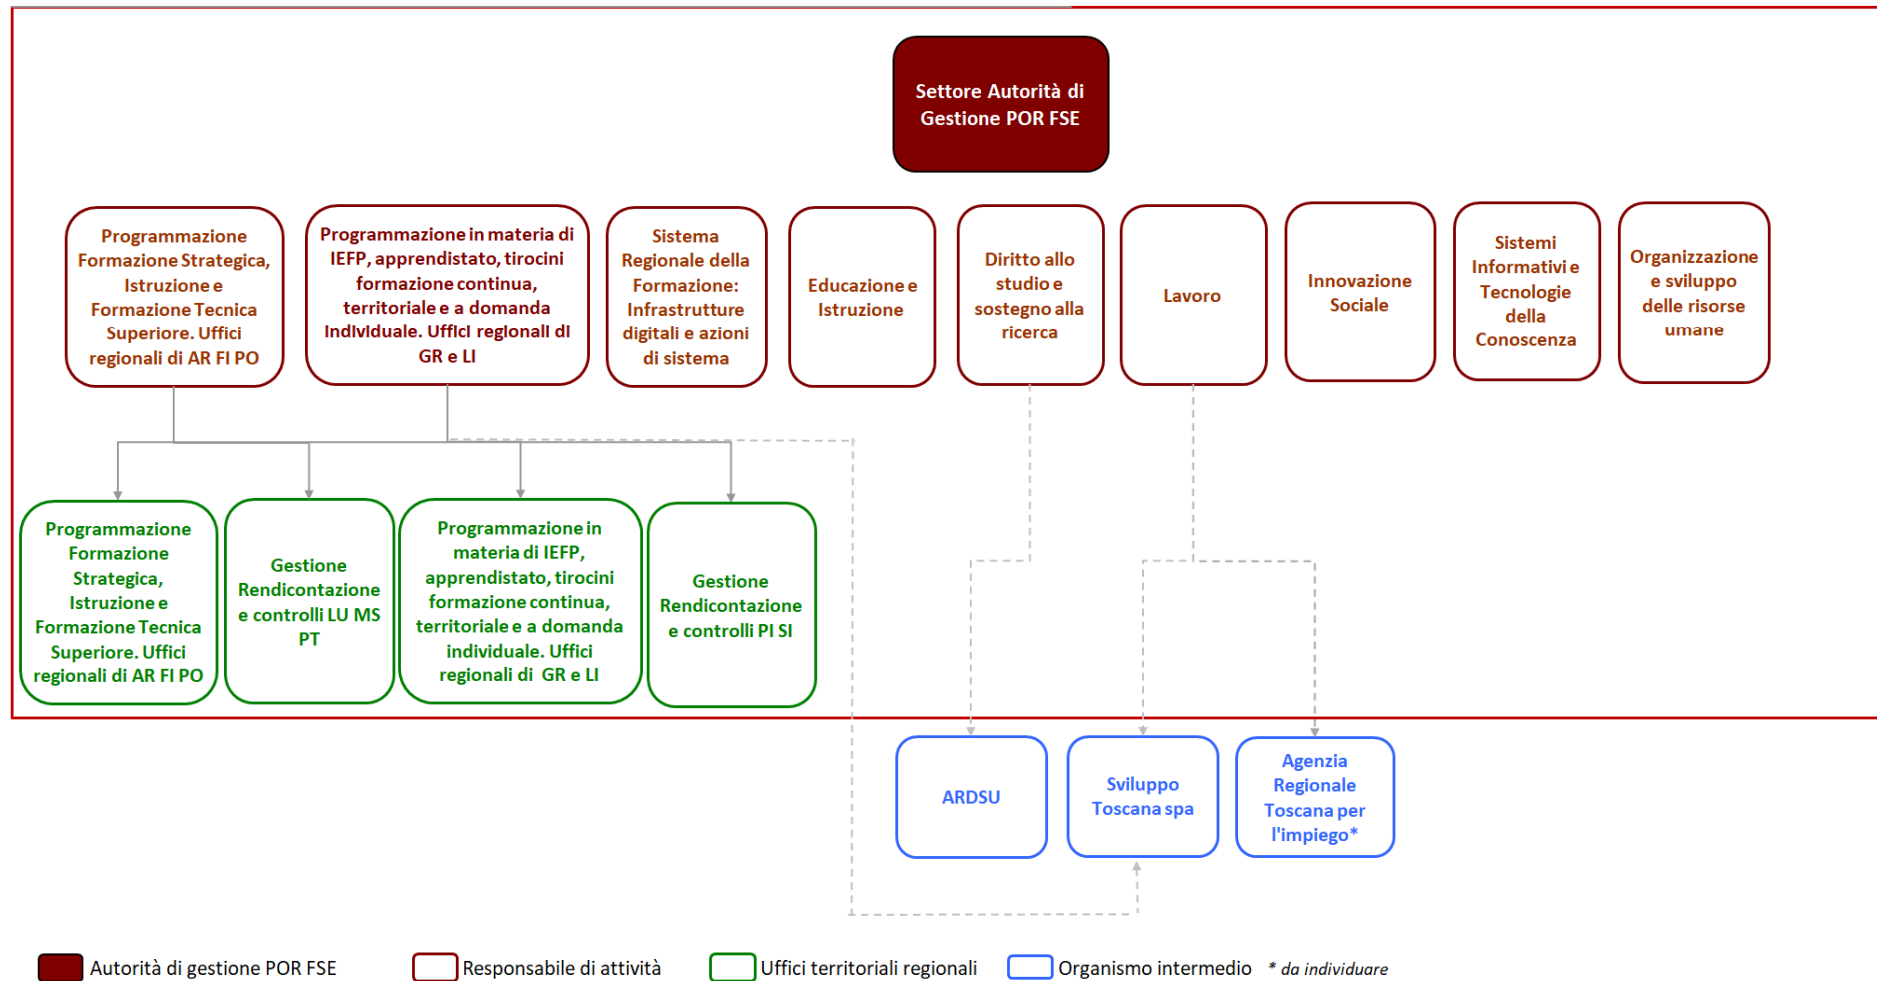 Settore Autorità di
Gestione POR FSE
Programmazione
Formazione Strategica,
Istruzione e
Formazione Tecnica
Superiore. Uffici
regionali di AR FI PO
Programmazione in materia di
IEFP, apprendistato, tirocini
formazione continua,
territoriale e a domanda
individuale. Uffici regionali di
GR e LI
Sistema
Regionale della
Formazione:
Infrastrutture
digitali e azioni
di sistema
Educazione e
Istruzione
Diritto allo
studio e
sostegno alla
ricerca
Lavoro
Innovazione
Sociale
Sistemi
Informativi e
Tecnologie
della
Conoscenza
Organizzazione
e sviluppo
delle risorse
umane
Programmazione
Formazione
Strategica,
Istruzione e
Formazione Tecnica
Superiore. Uffici
regionali di AR FI PO
Gestione
Rendicontazione
e controlli LU MS
PT
Programmazione in
materia di IEFP,
apprendistato, tirocini
formazione continua,
territoriale e a domanda
individuale. Uffici
regionali di GR e LI
Gestione
Rendicontazione
e controlli PI SI
ARDSU
Sviluppo
Toscana spa
Agenzia
Regionale
Toscana per
l'impiego*
Autorità di gestione POR FSE
Responsabile di attività
Uffici territoriali regionali
Organismo intermedio * da individuare